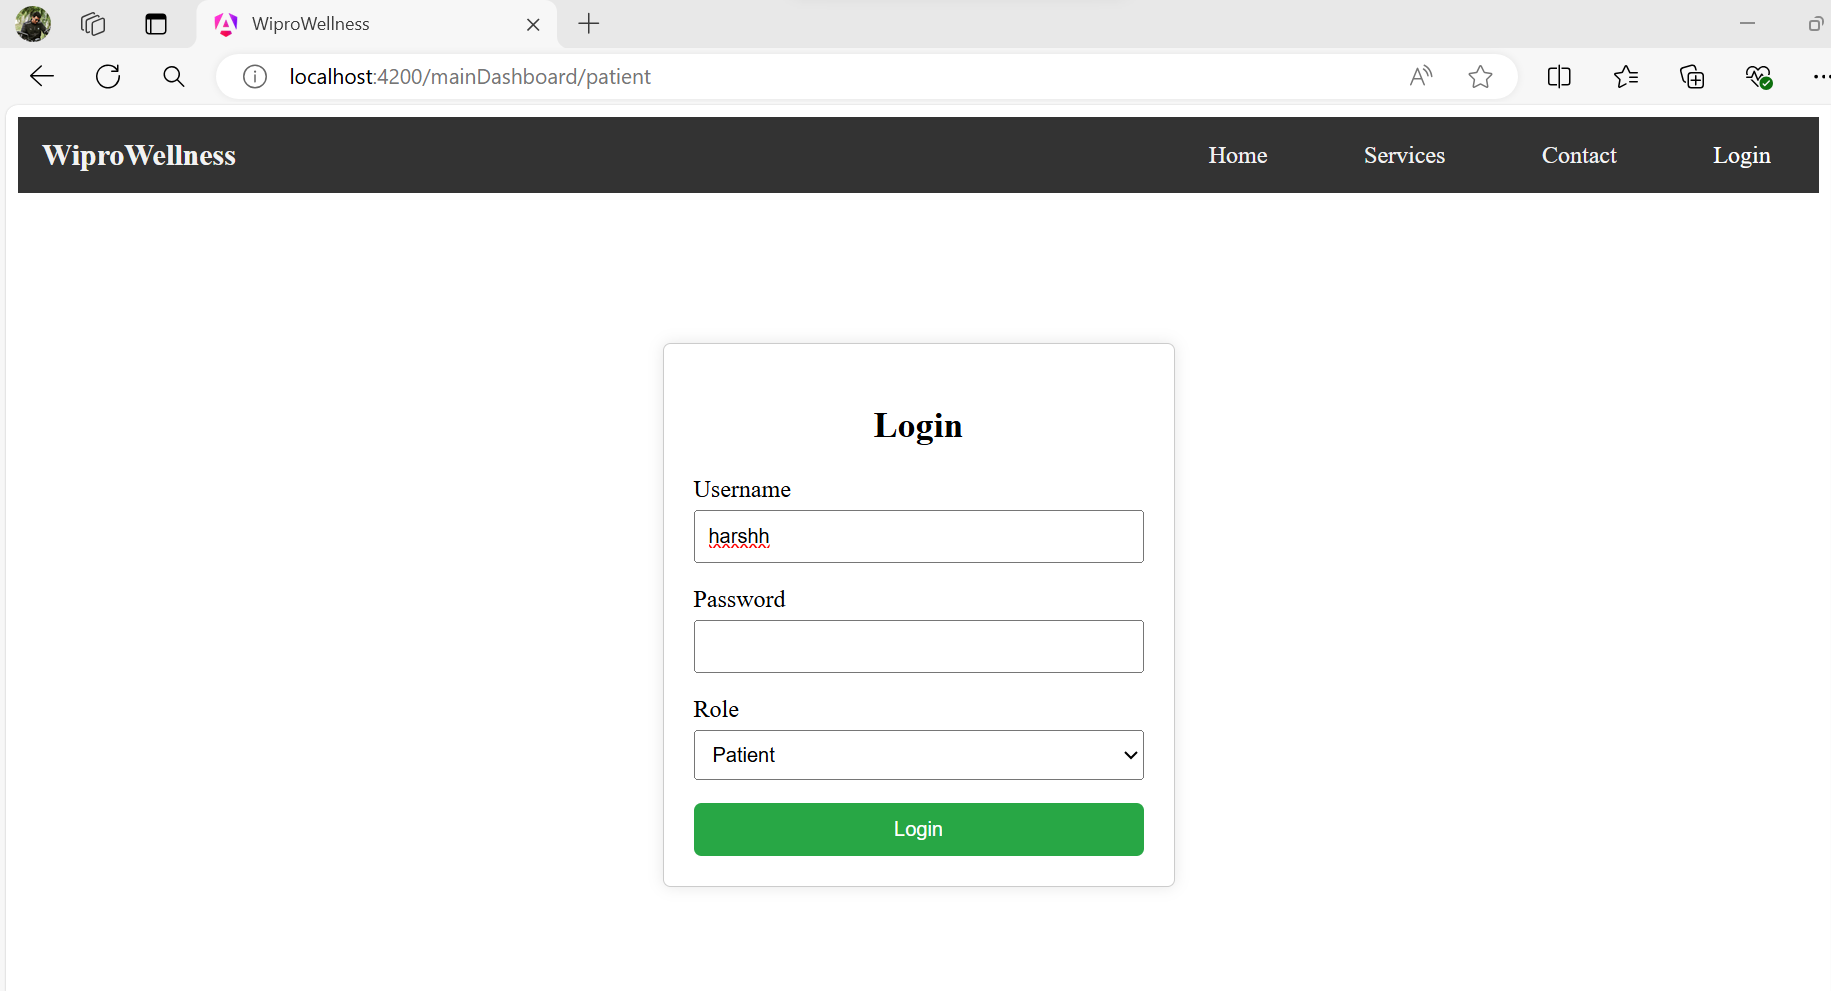 WiproWellness
localhost:4200/mainDashboard/patient
WiproWellness Home Services Contact Login
Login
Username
harshh
Password
Role
Patient
Login